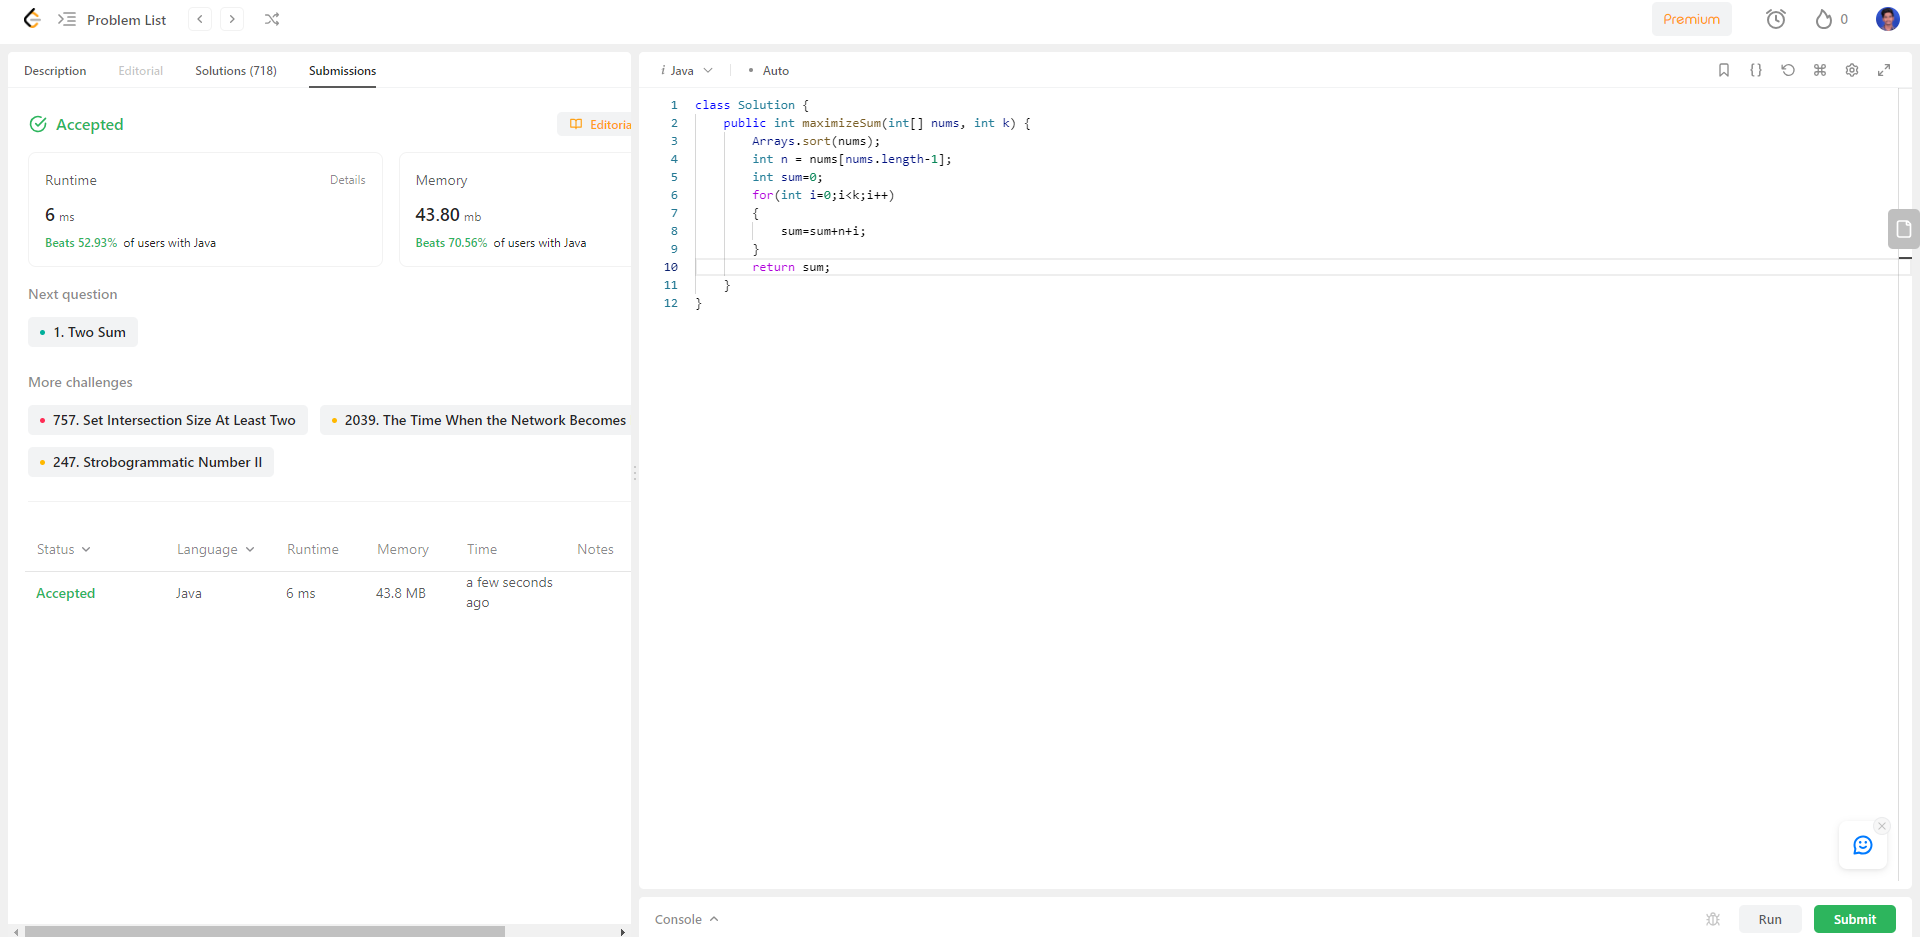 Problem List
Premium
0
Description Editorial Solutions (718) Submissions
Accepted
Editoria
Runtime Details
6 ms
Beats 52.93% of users with Java
Memory
43.80 mb
Beats 70.56% of users with Java
Next question
1. Two Sum
More challenges
757. Set Intersection Size At Least Two
2039. The Time When the Network Becomes
247. Strobogrammatic Number II
Status Language Runtime Memory Time Notes
Accepted Java 6 ms 43.8 MB a few seconds
ago
i Java • Auto
1 class Solution {
2 public int maximizeSum(int[] nums, int k) {
3 Arrays.sort(nums);
4 int n = nums[nums.length-1];
5 int sum=0;
6 for(int i=0;i<k;i++)
7 {
8 sum=sum+n+i;
9 }
10 return sum;
11 }
12 }
Console
Run
Submit